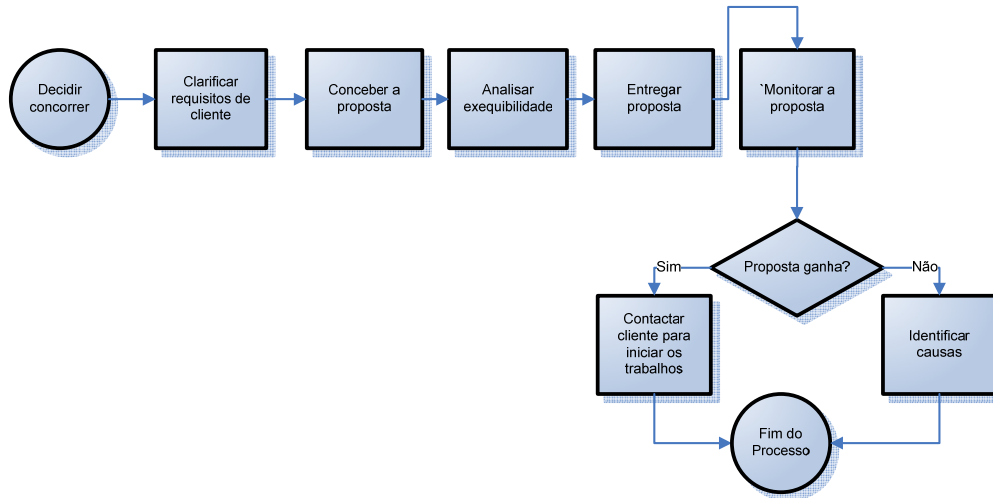 Decidir
concorrer
Clarificar
requisitos de
cliente
Conceber a
proposta
Analisar
exequibilidade
Entregar
proposta
`Monitorar a
proposta
Proposta ganha?
Sim
Não
Contactar
cliente para
iniciar os
trabalhos
Identificar
causas
Fim do
Processo